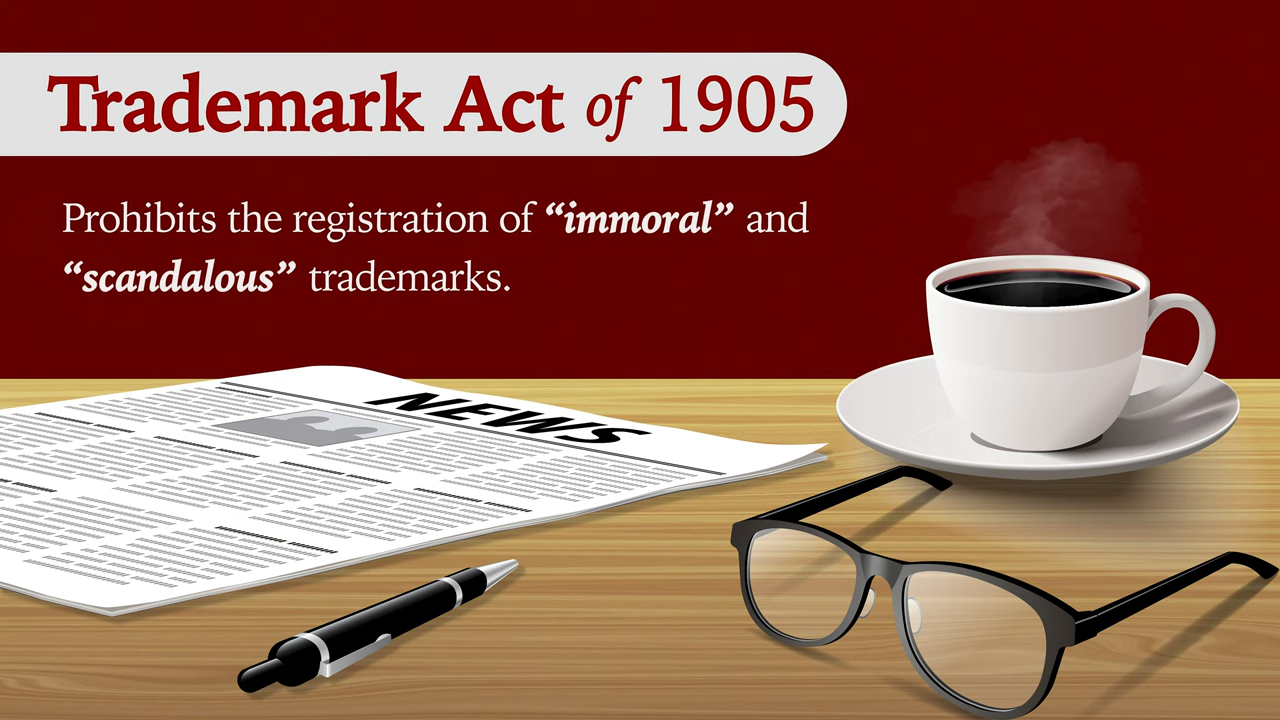 Trademark Act of 1905
Prohibits the registration of “immoral” and
“scandalous” trademarks.
NEWS